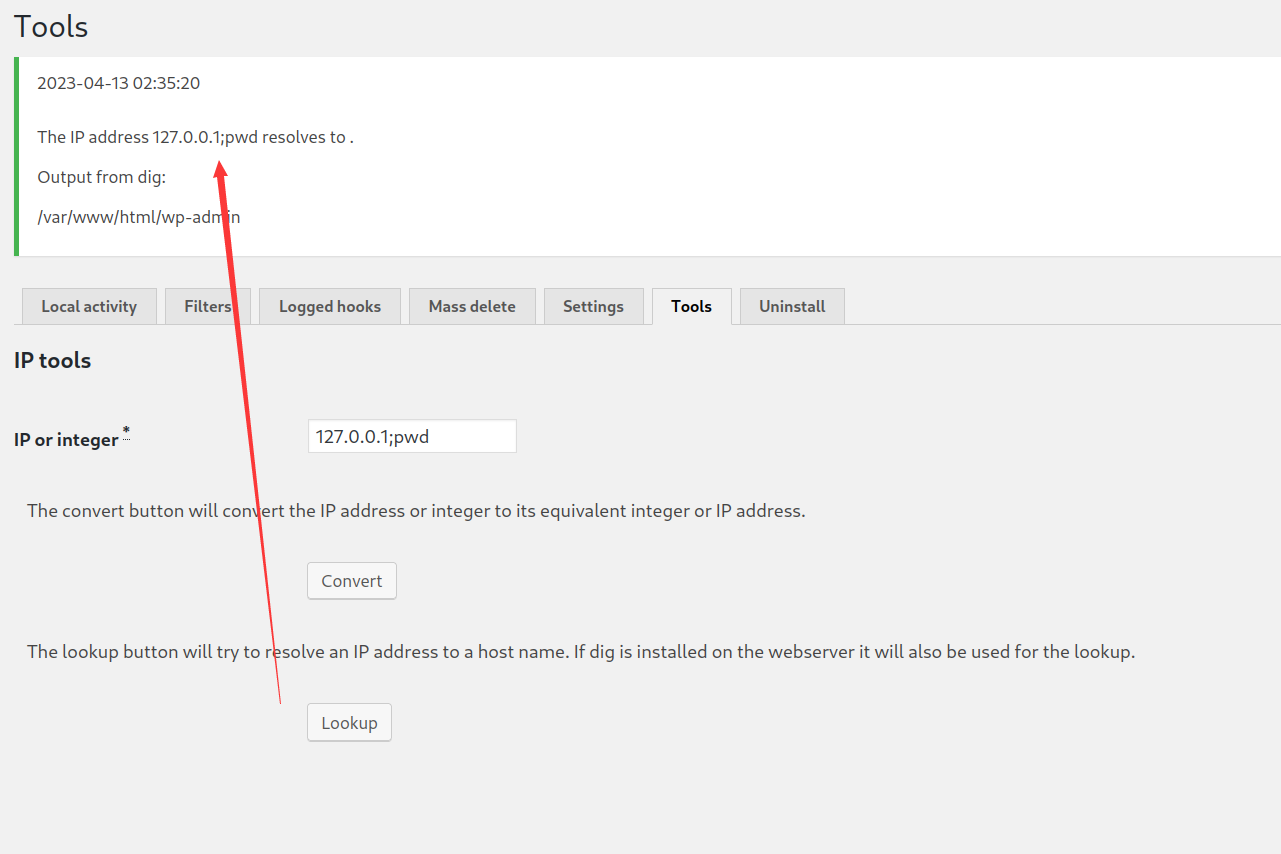 Tools
2023-04-13 02:35:20
The IP address 127.0.0.1;pwd resolves to .
Output from dig:
/var/www/html/wp-admin
Local activity Filters Logged hooks Mass delete Settings Tools Uninstall
IP tools
IP or integer *
127.0.0.1;pwd
The convert button will convert the IP address or integer to its equivalent integer or IP address.
Convert
The lookup button will try to resolve an IP address to a host name. If dig is installed on the webserver it will also be used for the lookup.
Lookup